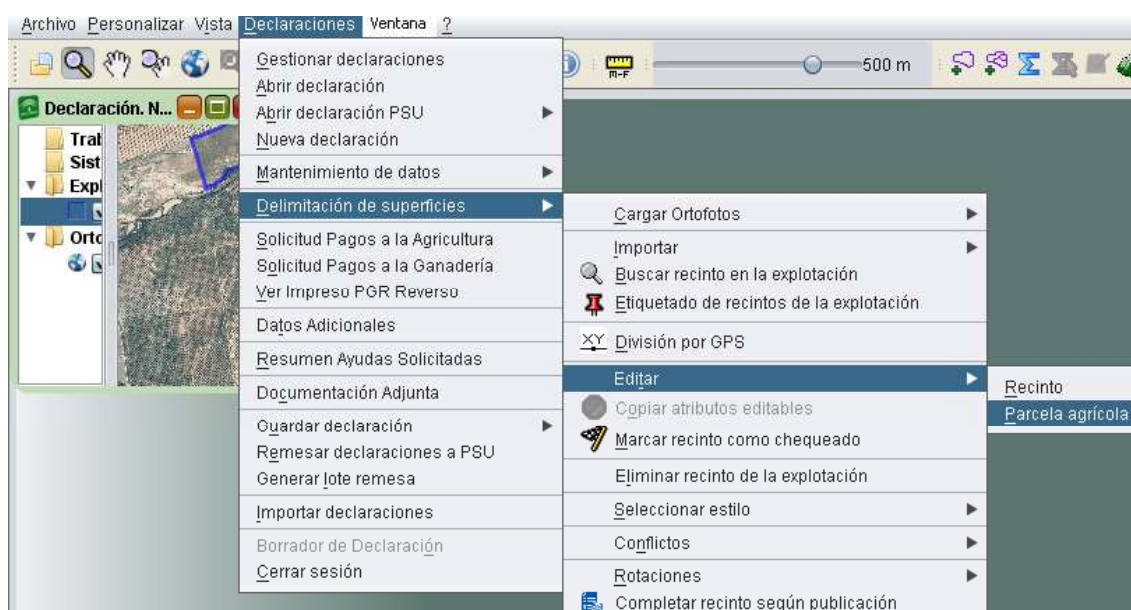 Archivo Personalizar Vista Declaraciones Ventana ?
m-F
500 m
Declaración. N...
Gestionar declaraciones
Abrir declaración
Abrir declaración PSU
Nueva declaración
Mantenimiento de datos
Delimitación de superficies
Solicitud Pagos a la Agricultura
Solicitud Pagos a la Ganadería
Ver Impreso PGR Reverso
Datos Adicionales
Resumen Ayudas Solicitadas
Documentación Adjunta
Guardar declaración
Remesar declaraciones a PSU
Generar lote remesa
Importar declaraciones
Borrador de Declaración
Cerrar sesión
Cargar Ortofotos
Importar
Buscar recinto en la explotación
Etiquetado de recintos de la explotación
XY División por GPS
Editar
Copiar atributos editables
Marcar recinto como chequeado
Eliminar recinto de la explotación
Seleccionar estilo
Conflictos
Rotaciones
Completar recinto según publicación
Recinto
Parcela agrícola
Sist
Expl